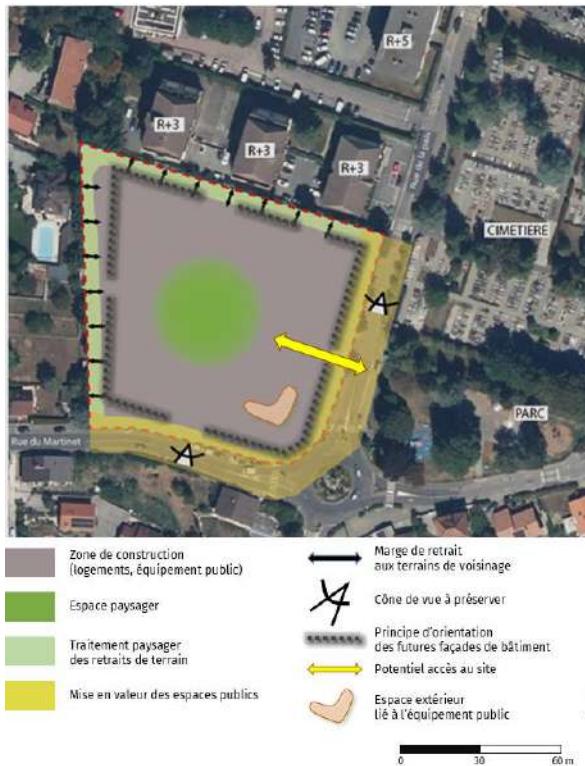 R+5
R+3
R+3
R+3
CIMETIERE
PARC
Rue du Martinet
Zone de construction
(logements, équipement public)
Espace paysager
Traitement paysager
des retraits de terrain
Mise en valeur des espaces publics
Marge de retrait
aux terrains de voisinage
Cône de vue à préserver
Principe d'orientation
des futures façades de bâtiment
Potentiel accès au site
Espace extérieur
lié à l'équipement public
0 30 60 m